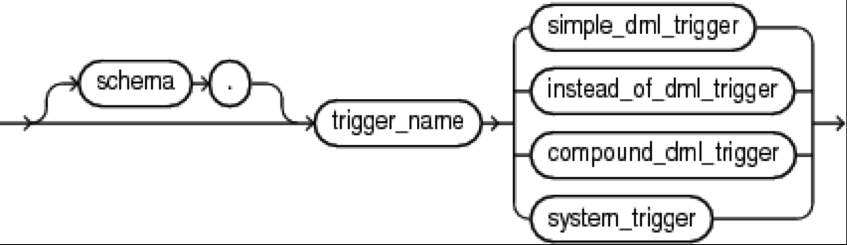 simple_dml_trigger
schema .
instead_of_dml_trigger
trigger_name
compound_dml_trigger
system_trigger